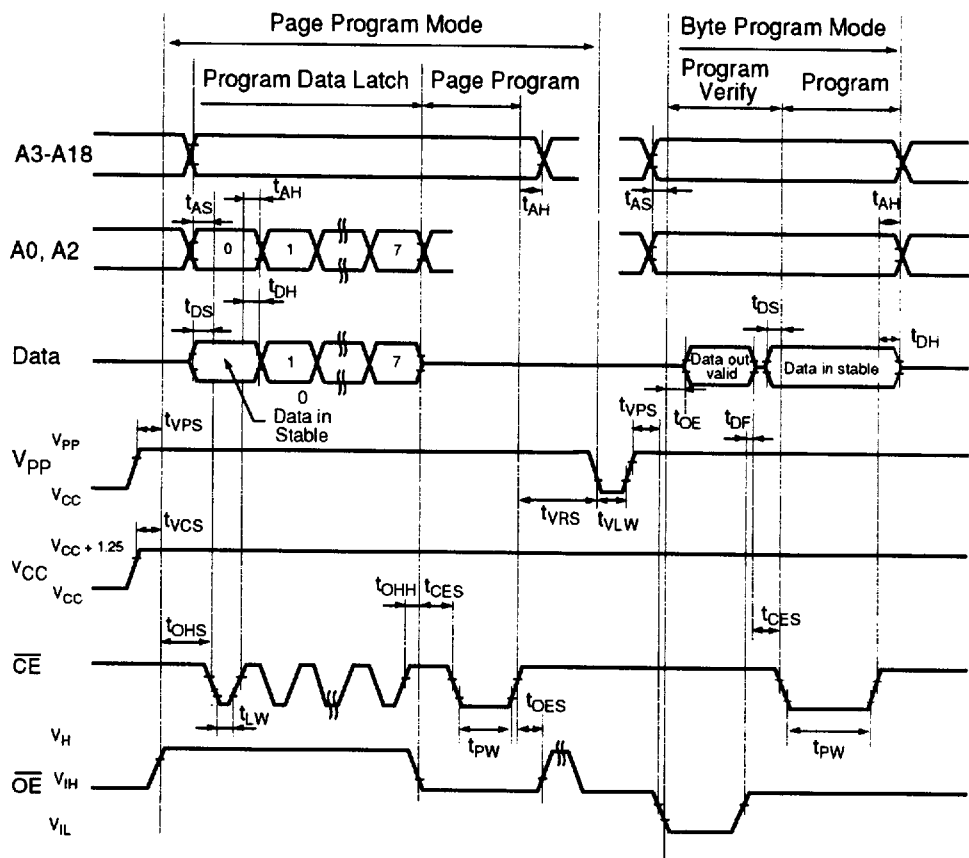 Page Program Mode
Byte Program Mode
Program Data Latch
Page Program
Program
Verify
Program
A3-A18
tAH
tAS
tAH
tAS
tAH
A0, A2
0
1
7
tDS
tDH
tDS
tDH
Data
1
7
0
Data in
Stable
Data out
valid
Data in stable
tVPS
tVPS
tOE
tDF
VPP
VPP
VCC
tVRS
tVLW
tVCS
VCC + 1.25
VCC
VCC
tOHH
tCES
tCES
tOHS
CE
tLW
tOES
tPW
tPW
VH
OE
VIH
VIL